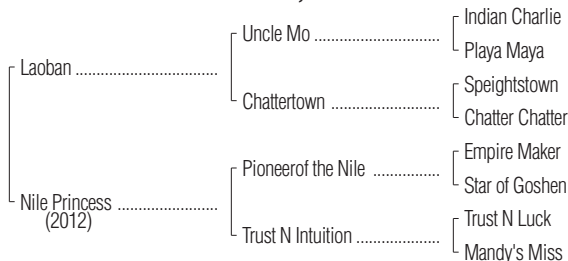 Indian Charlie
Uncle Mo ..............................
Playa Maya
Laoban ..................................
Speightstown
Chattertown ..........................
Chatter Chatter
Empire Maker
Pioneerof the Nile ................
Star of Goshen
Nile Princess ........................
(2012)
Trust N Luck
Trust N Intuition ....................
Mandy's Miss